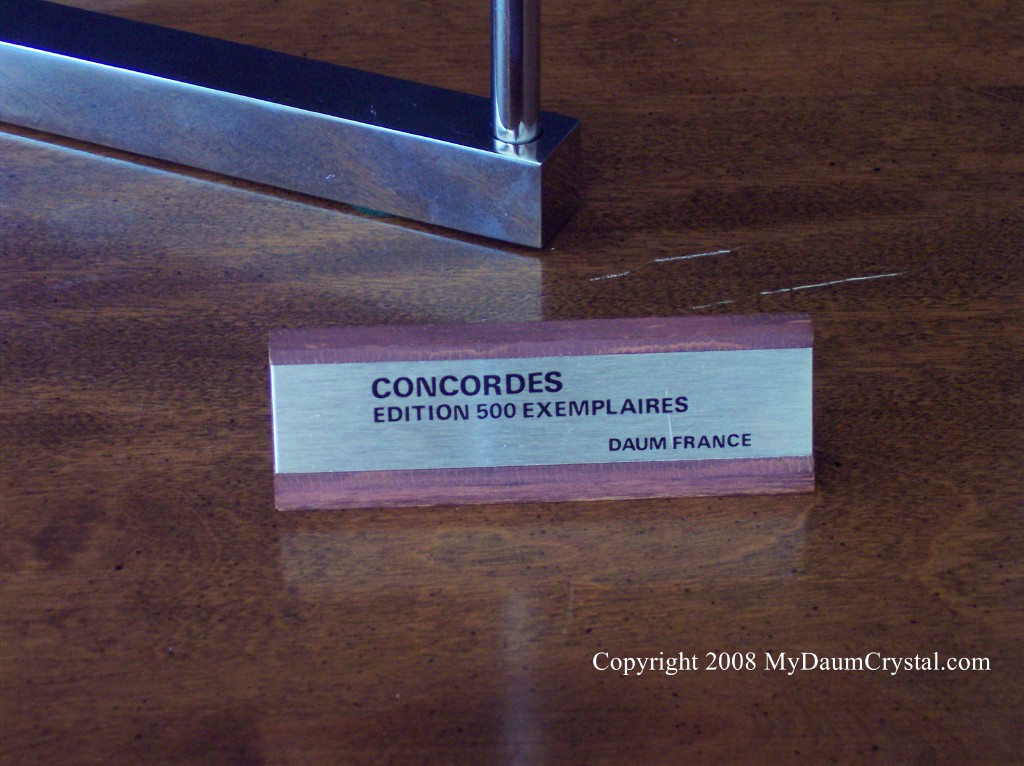 CONCORDES
EDITION 500 EXEMPLAIRES
DAUM FRANCE
Copyright 2008 MyDaumCrystal.com